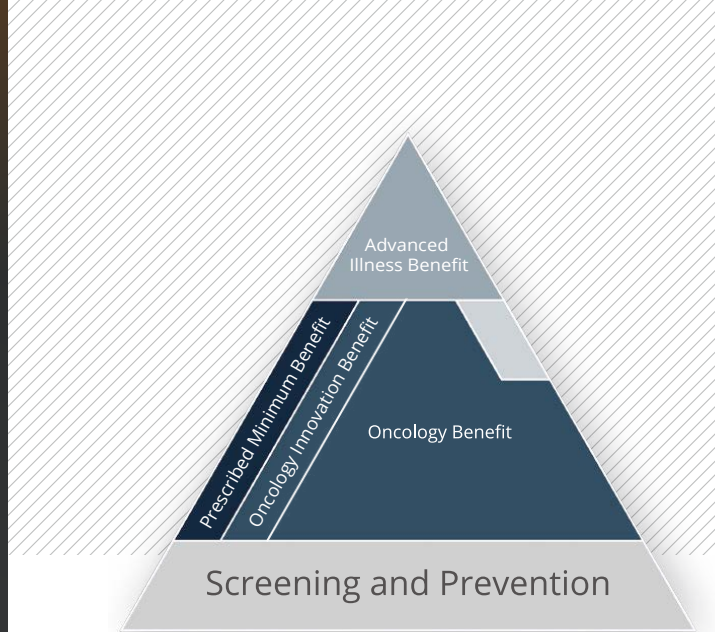 Advanced
Illness Benefit
Prescribed Minimum Benefit
Oncology Innovation Benefit
Oncology Benefit
Screening and Prevention